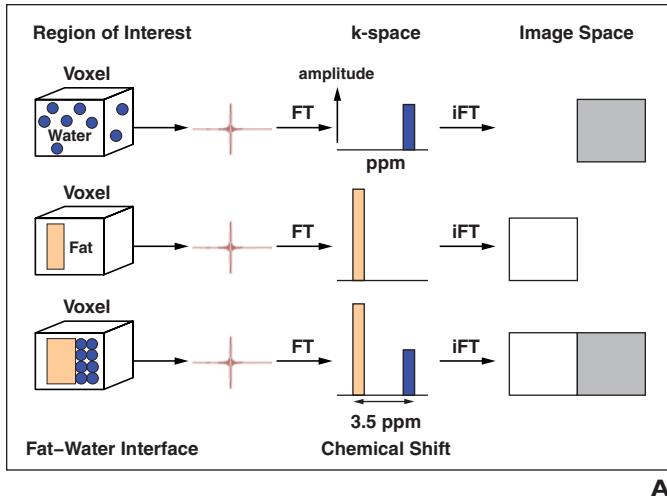 Region of Interest
k-space
Image Space
Voxel
amplitude
Water
FT
iFT
ppm
Voxel
Fat
FT
iFT
Voxel
FT
iFT
3.5 ppm
Fat–Water Interface
Chemical Shift
A